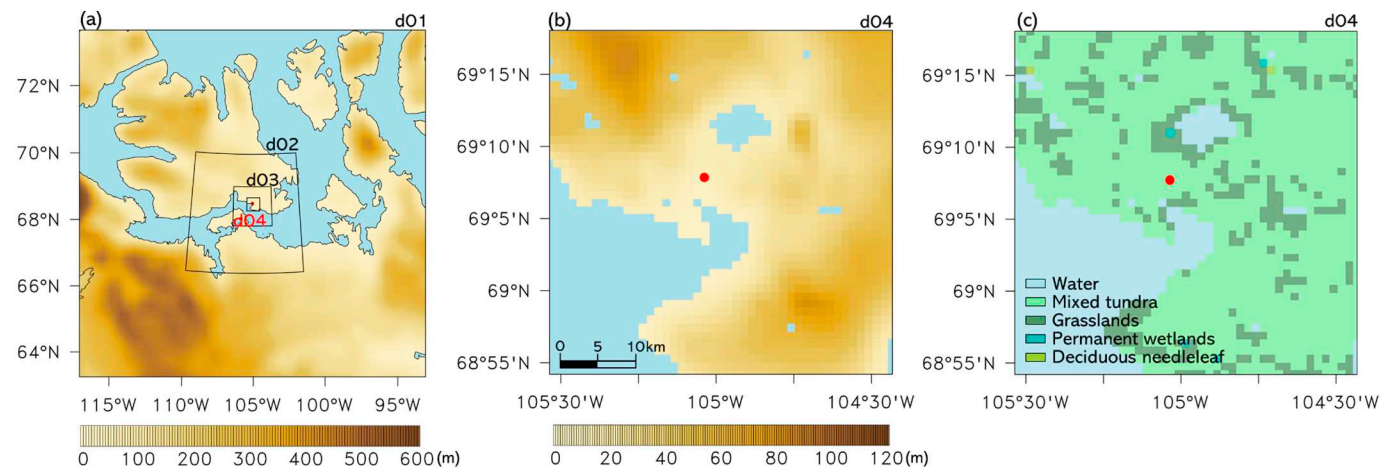 (a) d01
72°N
70°N
68°N
66°N
64°N
d02
d03
d04
115°W 110°W 105°W 100°W 95°W
0 100 200 300 400 500 600 (m)
(b) d04
69°15'N
69°10'N
69°5'N
69°N
68°55'N
0 5 10km
105°30'W 105°W 104°30'W
0 20 40 60 80 100 120 (m)
(c) d04
69°15'N
69°10'N
69°5'N
69°N
68°55'N
Water
Mixed tundra
Grasslands
Permanent wetlands
Deciduous needleleaf
105°30'W 105°W 104°30'W